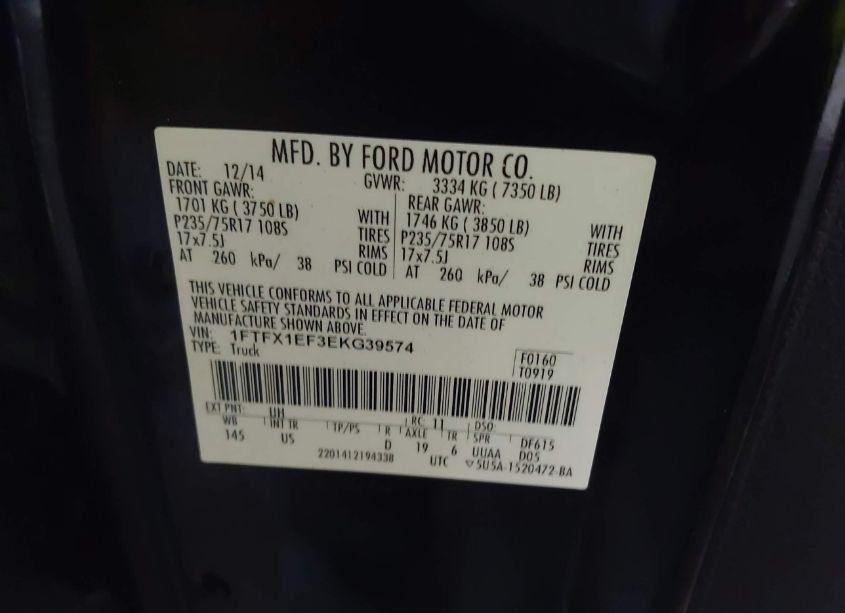 MFD. BY FORD MOTOR CO.
DATE: 12/14 GVWR: 3334 KG ( 7350 LB)
FRONT GAWR: REAR GAWR:
1701 KG ( 3750 LB) WITH 1746 KG ( 3850 LB) WITH
P235/75R17 108S TIRES P235/75R17 108S TIRES
17x7.5J RIMS 17x7.5J RIMS
AT 260 kPa/ 38 PSI COLD AT 260 kPa/ 38 PSI COLD
THIS VEHICLE CONFORMS TO ALL APPLICABLE FEDERAL MOTOR
VEHICLE SAFETY STANDARDS IN EFFECT ON THE DATE OF
MANUFACTURE SHOWN ABOVE.
VIN: 1FTFX1EF3EKG39574 F0160
TYPE: Truck T0919
EXT PNT: UH RC: 11 DSO:
WB INT TR TP/PS R AXLE TR SPR DF615
145 US D 19 6 UUAA D05
2201412194338 UTC ▽5U5A-1520472-BA